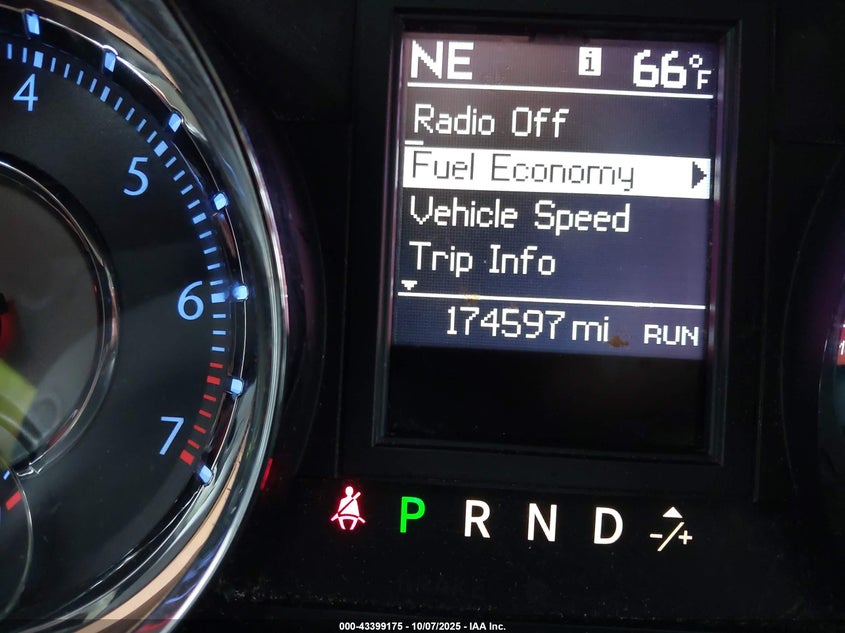 NE i 66°F
Radio Off
Fuel Economy
Vehicle Speed
Trip Info
174597 mi RUN
4
5
6
7
P R N D -/+
000-43399175 - 10/07/2025 - IAA Inc.